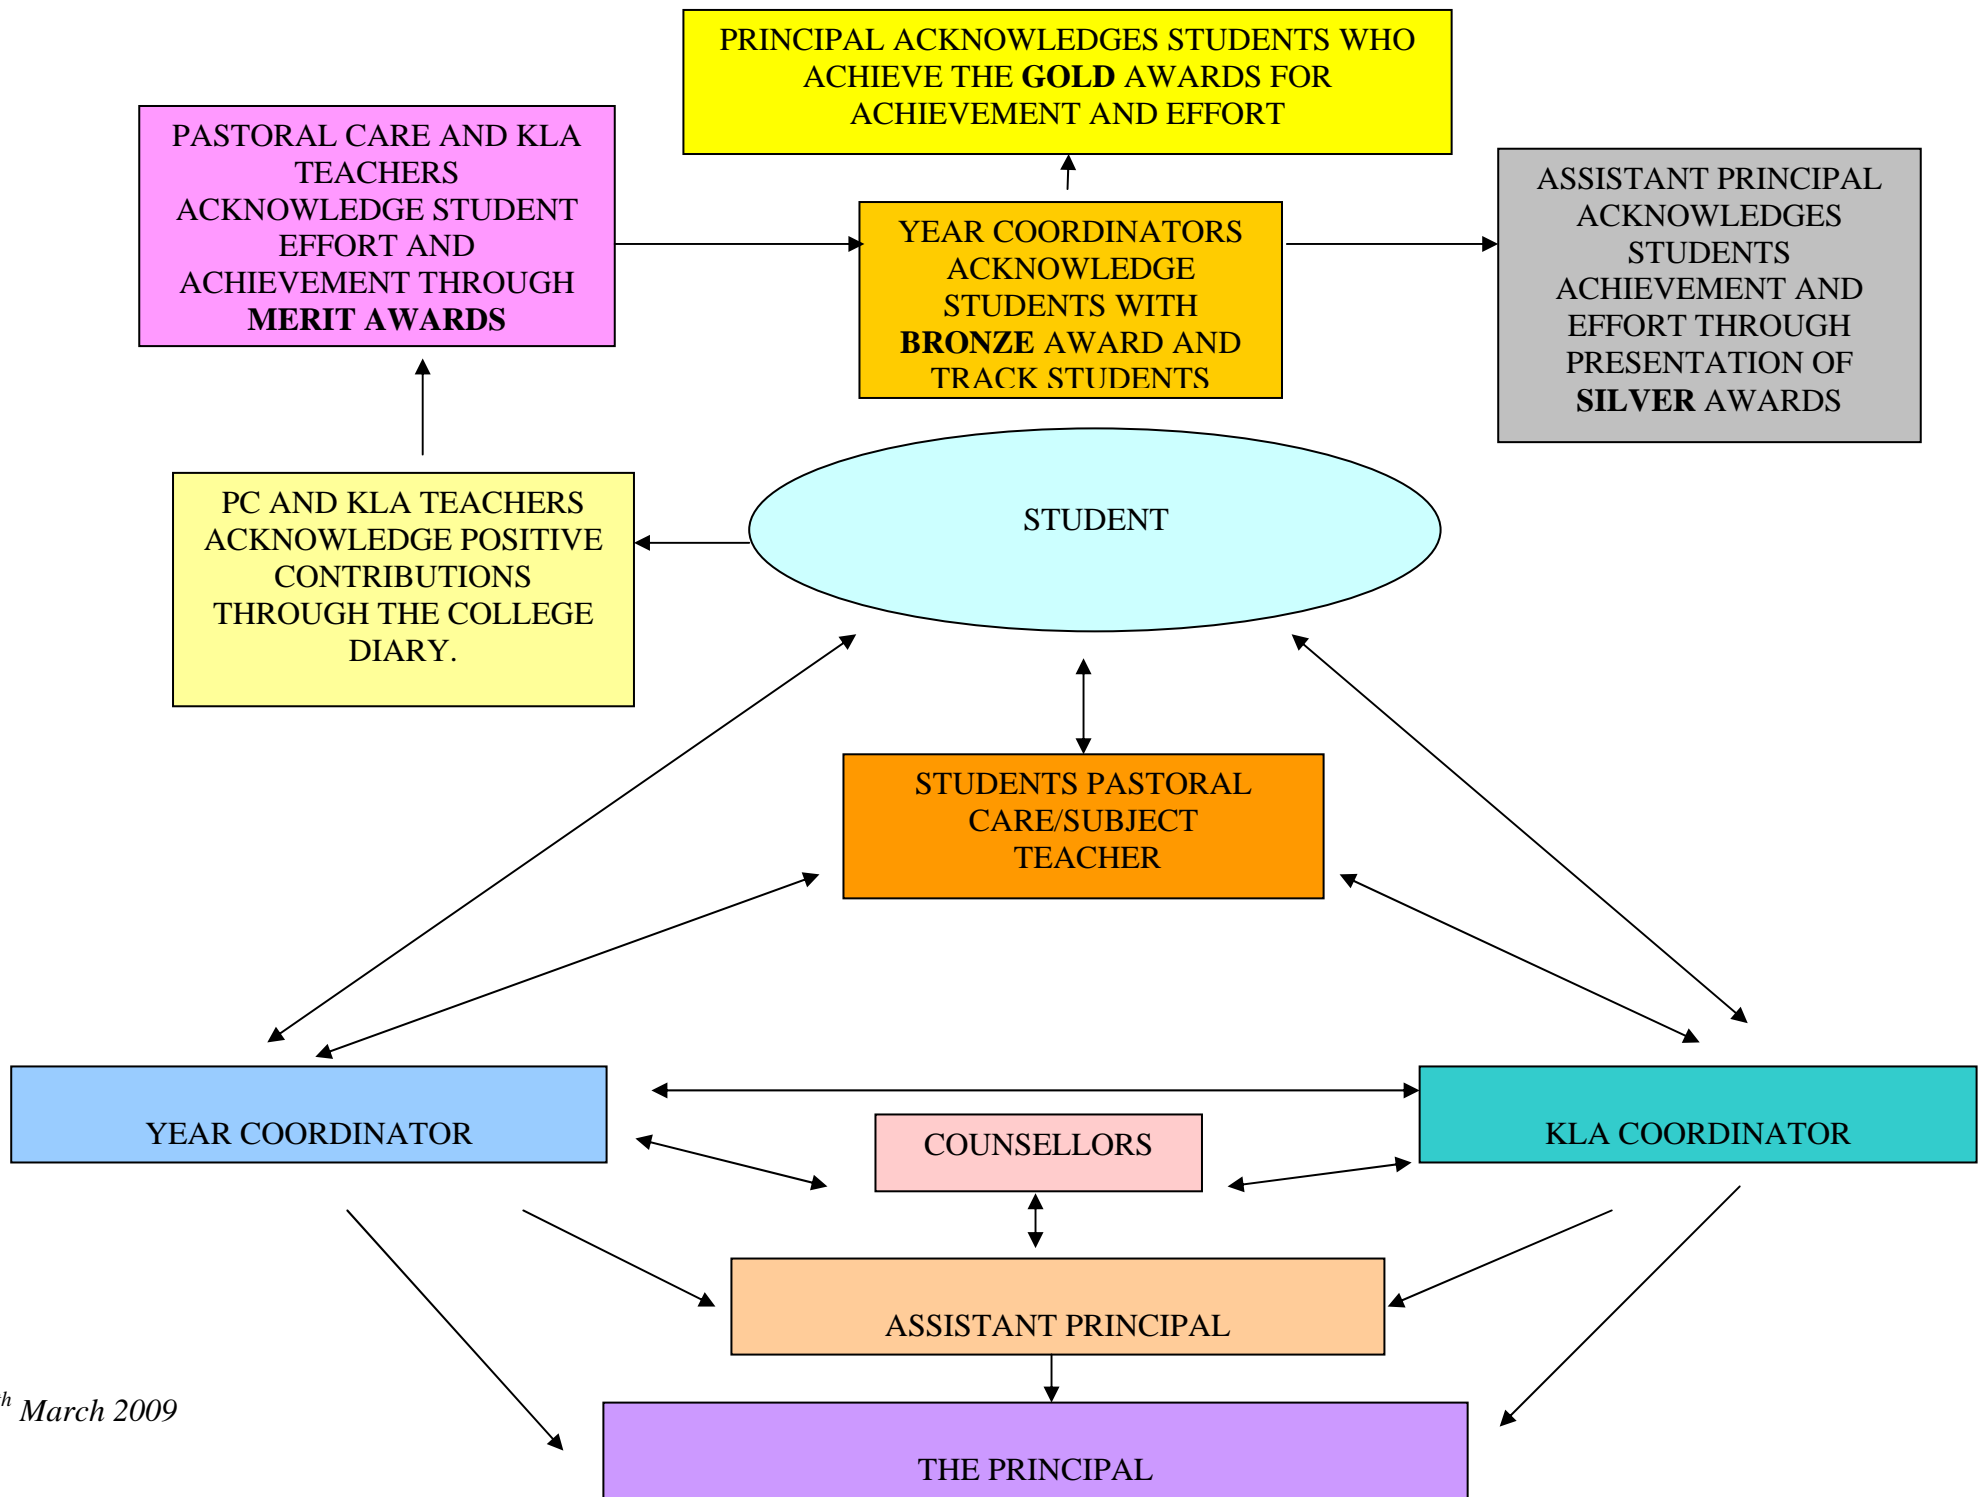 PRINCIPAL ACKNOWLEDGES STUDENTS WHO
ACHIEVE THE GOLD AWARDS FOR
ACHIEVEMENT AND EFFORT
PASTORAL CARE AND KLA
TEACHERS
ACKNOWLEDGE STUDENT
EFFORT AND
ACHIEVEMENT THROUGH
MERIT AWARDS
YEAR COORDINATORS
ACKNOWLEDGE
STUDENTS WITH
BRONZE AWARD AND
TRACK STUDENTS
ASSISTANT PRINCIPAL
ACKNOWLEDGES
STUDENTS
ACHIEVEMENT AND
EFFORT THROUGH
PRESENTATION OF
SILVER AWARDS
PC AND KLA TEACHERS
ACKNOWLEDGE POSITIVE
CONTRIBUTIONS
THROUGH THE COLLEGE
DIARY.
STUDENT
STUDENTS PASTORAL
CARE/SUBJECT
TEACHER
YEAR COORDINATOR
COUNSELLORS
KLA COORDINATOR
ASSISTANT PRINCIPAL
THE PRINCIPAL
March 2009